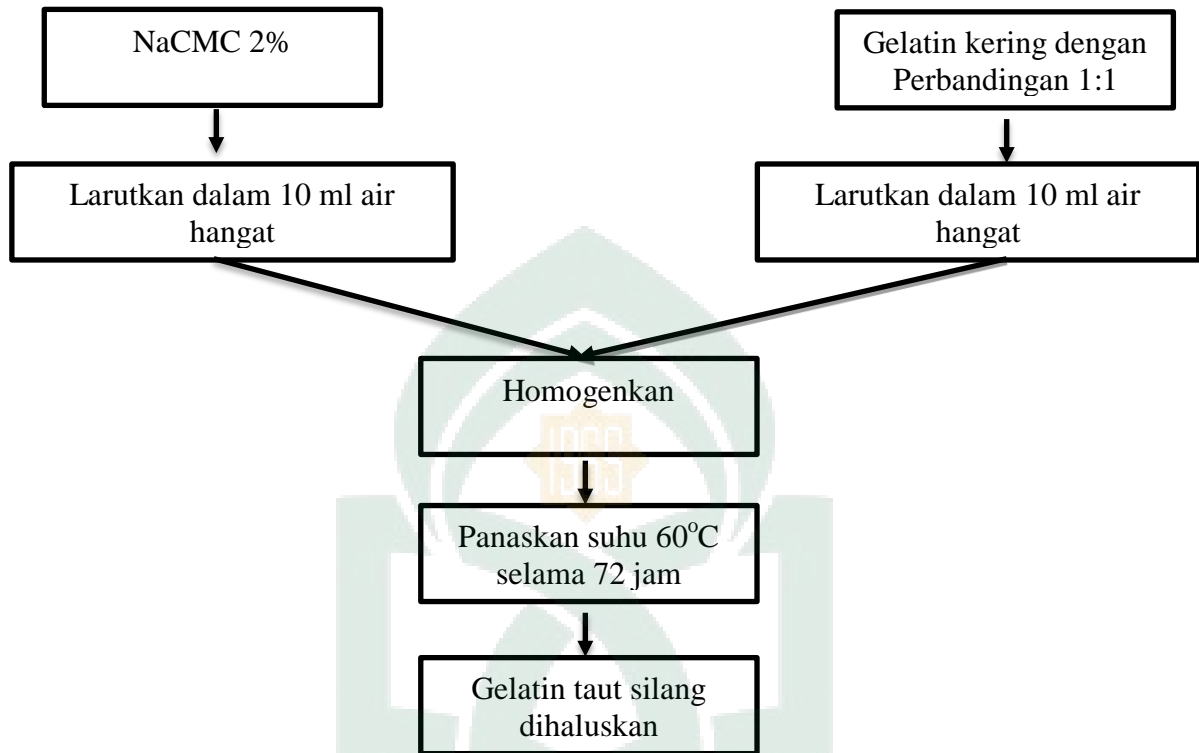 NaCMC 2%
Gelatin kering dengan
Perbandingan 1:1
Larutkan dalam 10 ml air
hangat
Larutkan dalam 10 ml air
hangat
Homogenkan
Panaskan suhu 60°C
selama 72 jam
Gelatin taut silang
dihaluskan